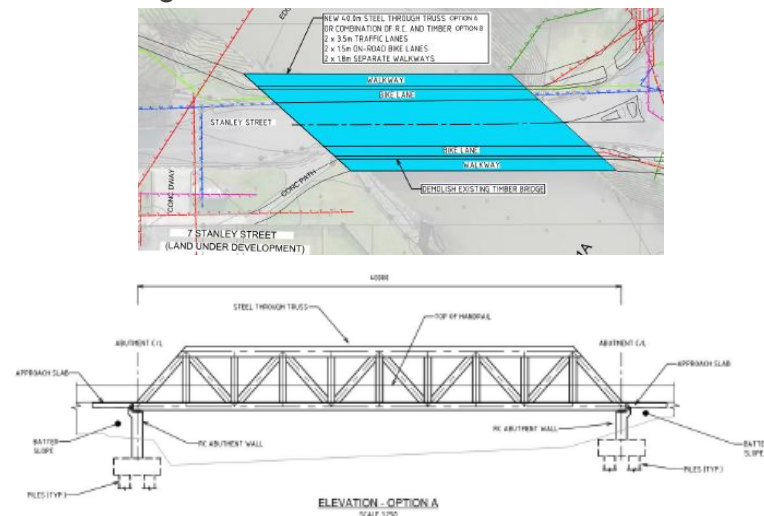 NEW 40.0m STEEL THROUGH TRUSS OPTION A
OR COMBINATION OF R.C. AND TIMBER OPTION B
2 x 3.5m TRAFFIC LANES
2 x 1.5m ON-ROAD BIKE LANES
2 x 1.8m SEPARATE WALKWAYS
WALKWAY
BIKE LANE
STANLEY STREET
BIKE LANE
WALKWAY
CONC PATH
CONC DWAY
DEMOLISH EXISTING TIMBER BRIDGE
7 STANLEY STREET
(LAND UNDER DEVELOPMENT)
40000
STEEL THROUGH TRUSS
TOP OF HANDRAIL
ABUTMENT C/L
ABUTMENT C/L
APPROACH SLAB
APPROACH SLAB
BATTER
SLOPE
RC ABUTMENT WALL
RC ABUTMENT WALL
BATTE
SLOPE
PILES (TYP.)
PILES (TYP.)
ELEVATION - OPTION A
SCALE 1:250